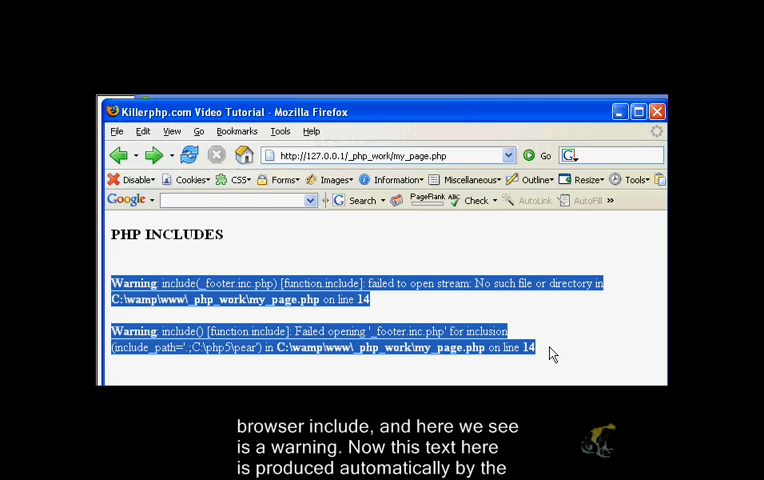 Killerphp.com Video Tutorial - Mozilla Firefox
File Edit View Go Bookmarks Tools Help
http://127.0.0.1/_php_work/my_page.php Go G
Disable Cookies CSS Forms Images Information Miscellaneous Outline Resize Tools
Google G Search PageRank ABC Check AutoLink AutoFill »
PHP INCLUDES
Warning: include(_footer.inc.php) [function.include]: failed to open stream: No such file or directory in
C:\wamp\www\_php_work\my_page.php on line 14
Warning: include() [function.include]: Failed opening '_footer.inc.php' for inclusion
(include_path='.;C:\php5\pear') in C:\wamp\www\_php_work\my_page.php on line 14
browser include, and here we see
is a warning. Now this text here
is produced automatically by the